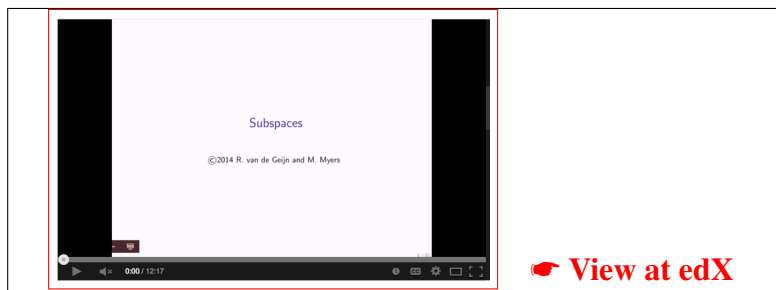 Subspaces
©2014 R. van de Geijn and M. Myers
0:00 / 12:17
☛ View at edX